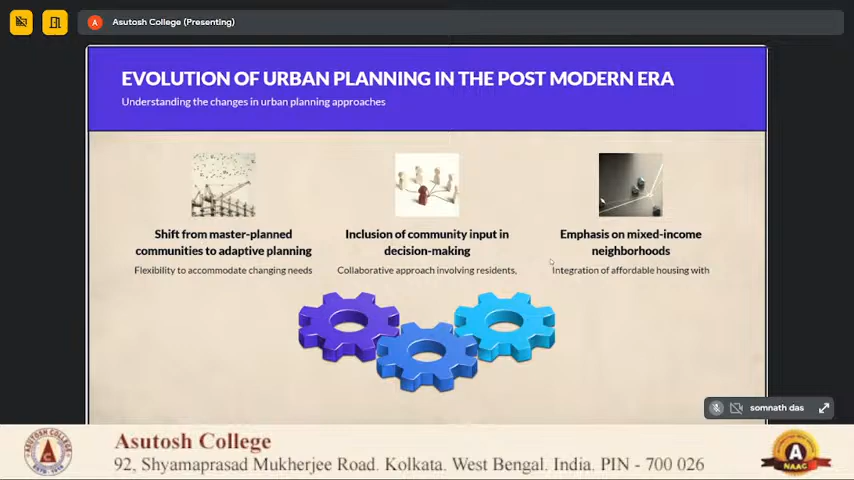 A
Asutosh College (Presenting)
EVOLUTION OF URBAN PLANNING IN THE POST MODERN ERA
Understanding the changes in urban planning approaches
Shift from master-planned
communities to adaptive planning
Flexibility to accommodate changing needs
Inclusion of community input in
decision-making
Collaborative approach involving residents,
Emphasis on mixed-income
neighborhoods
Integration of affordable housing with
somnath das
ASUTOSH COLLEGE
Asutosh College
92, Shyamaprasad Mukherjee Road, Kolkata, West Bengal, India, PIN - 700 026
A
NAAC